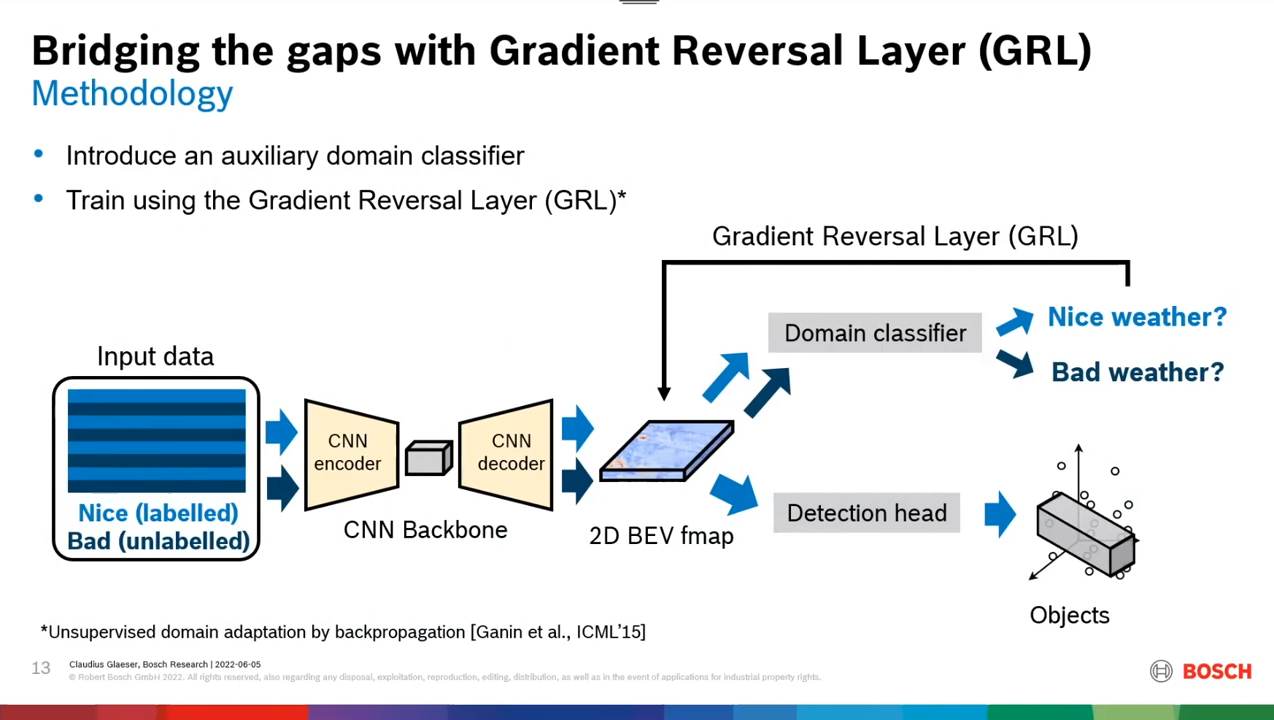 Bridging the gaps with Gradient Reversal Layer (GRL)
Methodology
• Introduce an auxiliary domain classifier
• Train using the Gradient Reversal Layer (GRL)*
Gradient Reversal Layer (GRL)
Domain classifier
Nice weather?
Bad weather?
Input data
Nice (labelled)
Bad (unlabelled)
CNN
encoder
CNN
decoder
CNN Backbone
2D BEV fmap
Detection head
Objects
*Unsupervised domain adaptation by backpropagation [Ganin et al., ICML’15]
13
Claudius Glaeser, Bosch Research | 2022-06-05
© Robert Bosch GmbH 2022. All rights reserved, also regarding any disposal, exploitation, reproduction, editing, distribution, as well as in the event of applications for industrial property rights.
BOSCH